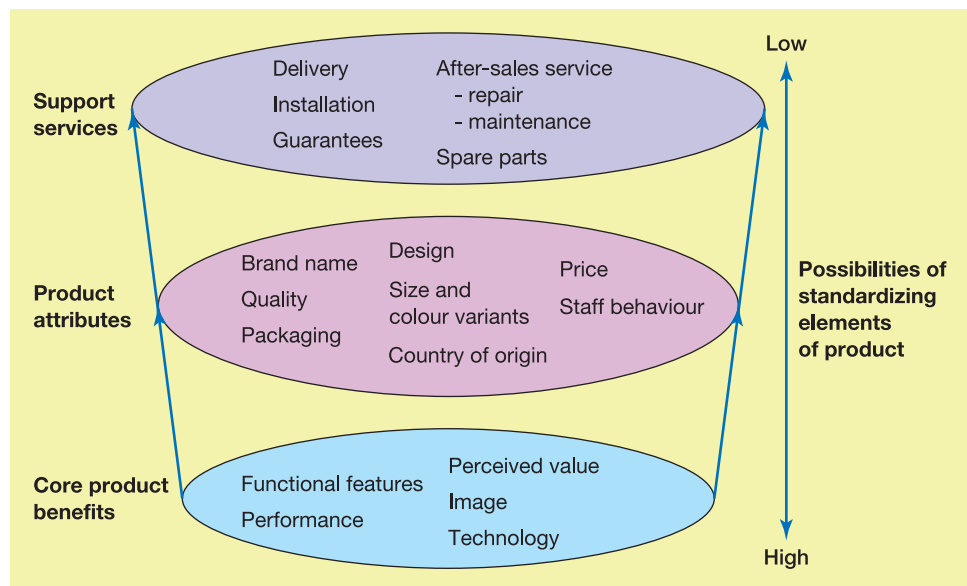 Support
services
Delivery
Installation
Guarantees
After-sales service
- repair
- maintenance
Spare parts
Product
attributes
Brand name
Quality
Packaging
Design
Size and
colour variants
Country of origin
Price
Staff behaviour
Core product
benefits
Functional features
Performance
Perceived value
Image
Technology
Low
Possibilities of
standardizing
elements
of product
High